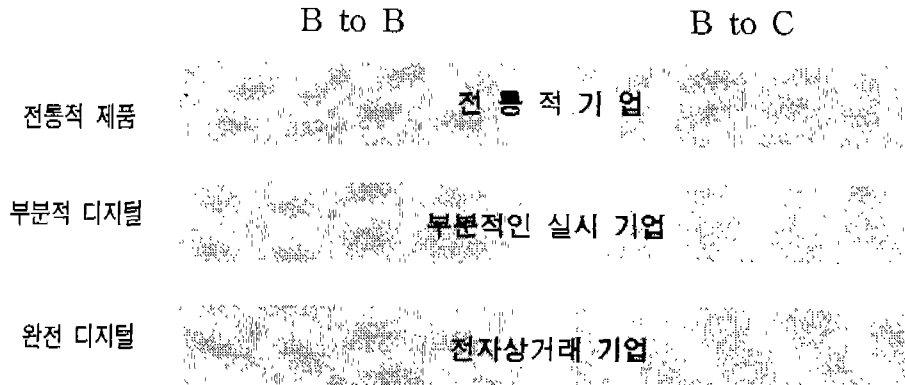 B to B B to C
전통적 제품 전 통 적 기 업
부분적 디지털 부분적인 실시 기업
완전 디지털 전자상거래 기업